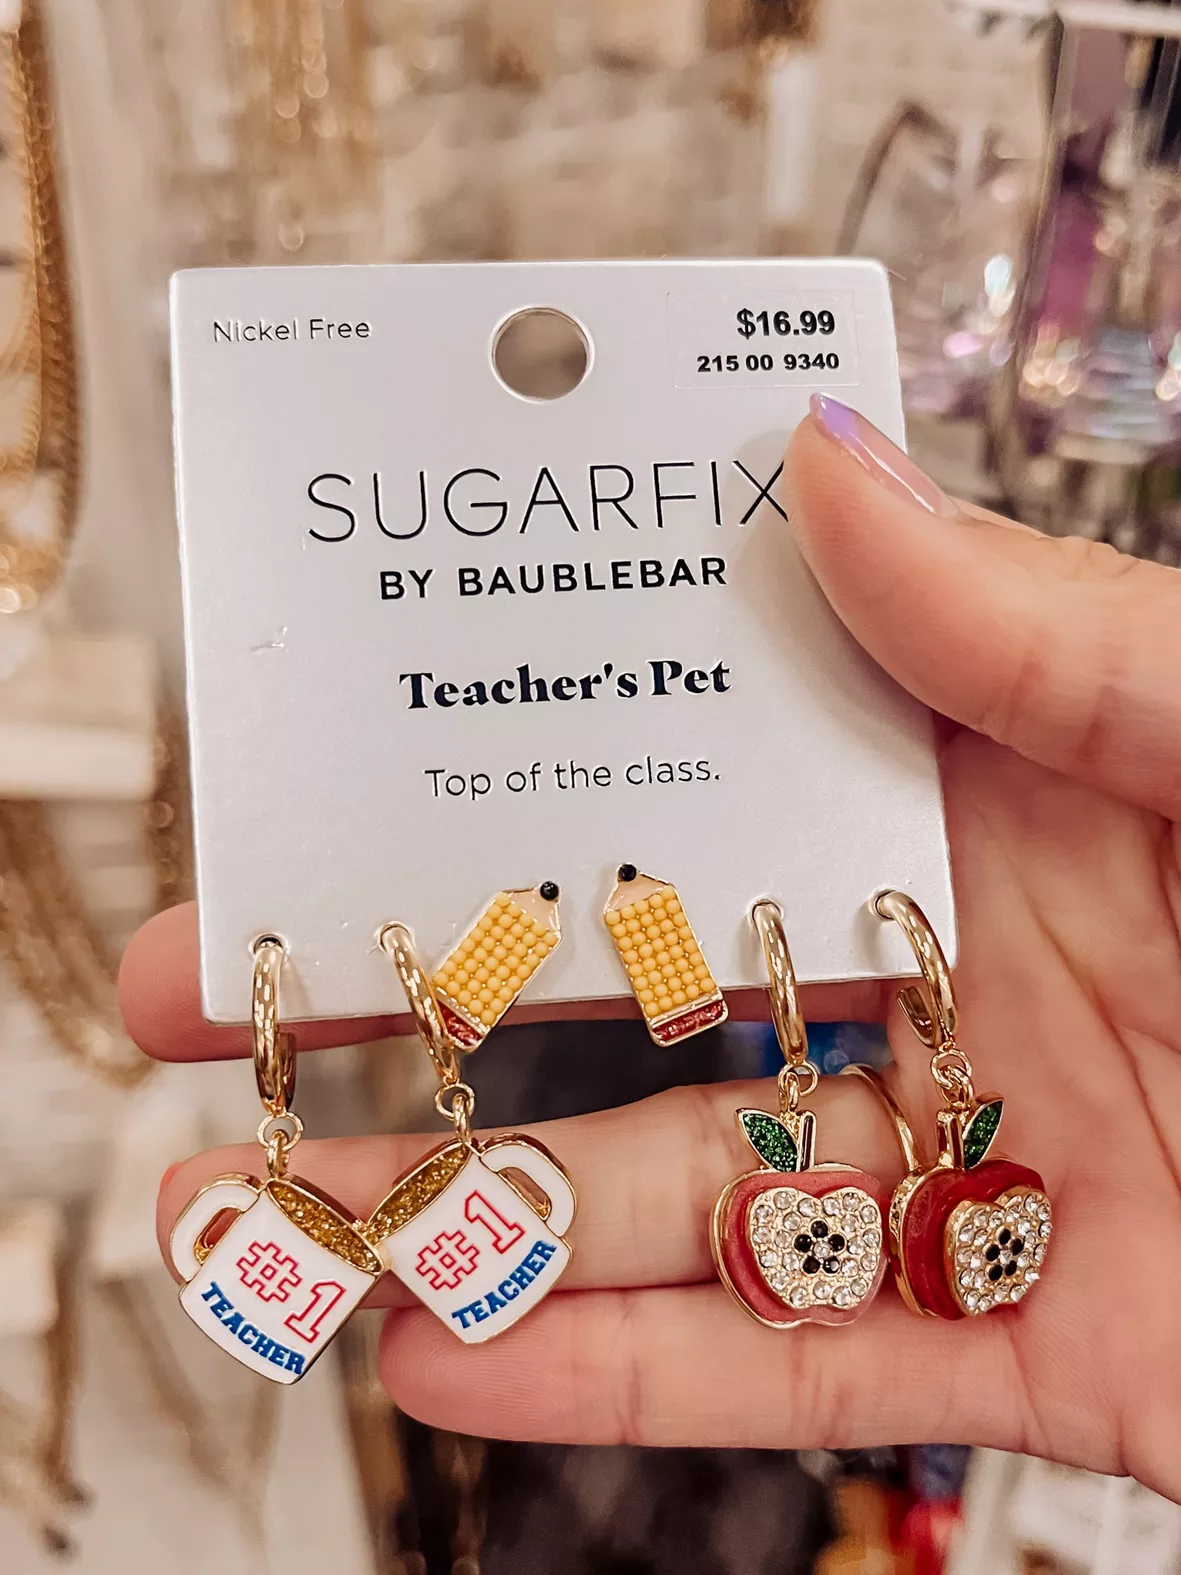 Nickel Free
$16.99
215 00 9340
SUGARFIX
BY BAUBLEBAR
Teacher's Pet
Top of the class.
#1
TEACHER
#1
TEACHER